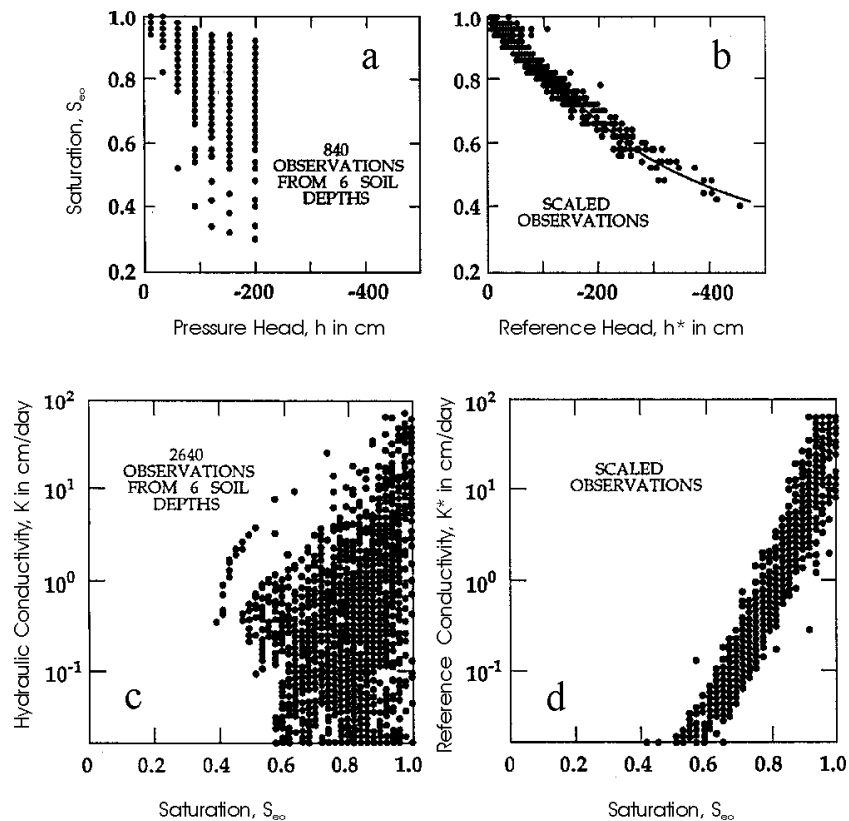 a
1.0
0.8
0.6
0.4
0.2
Saturation, Seo
840
OBSERVATIONS
FROM 6 SOIL
DEPTHS
0 -200 -400
Pressure Head, h in cm
b
1.0
0.8
0.6
0.4
0.2
SCALED
OBSERVATIONS
0 -100 -200 -300 -400
Reference Head, h* in cm
Hydraulic Conductivity, K in cm/day
10²
10¹
10⁰
10⁻¹
2640
OBSERVATIONS
FROM 6 SOIL
DEPTHS
c
0 0.2 0.4 0.6 0.8 1.0
Saturation, Seo
Reference Conductivity, K* in cm/day
10²
10¹
10⁰
10⁻¹
SCALED
OBSERVATIONS
d
0 0.2 0.4 0.6 0.8 1.0
Saturation, Seo